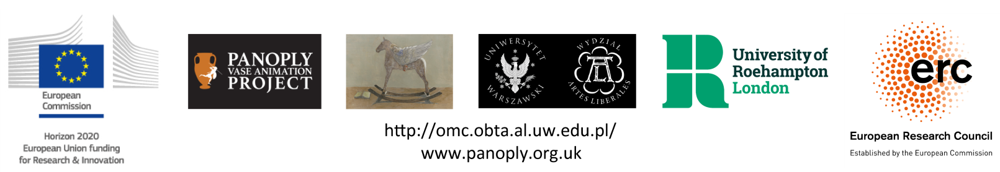 European
Commission
Horizon 2020
European Union funding
for Research & Innovation
PANOPLY
VASE ANIMATION
PROJECT
UNIWERSYTET
WARSZAWSKI
WYDZIAŁ
ARTES LIBERALES
AL
http://omc.obta.al.uw.edu.pl/
www.panoply.org.uk
R
University of
Roehampton
London
erc
European Research Council
Established by the European Commission